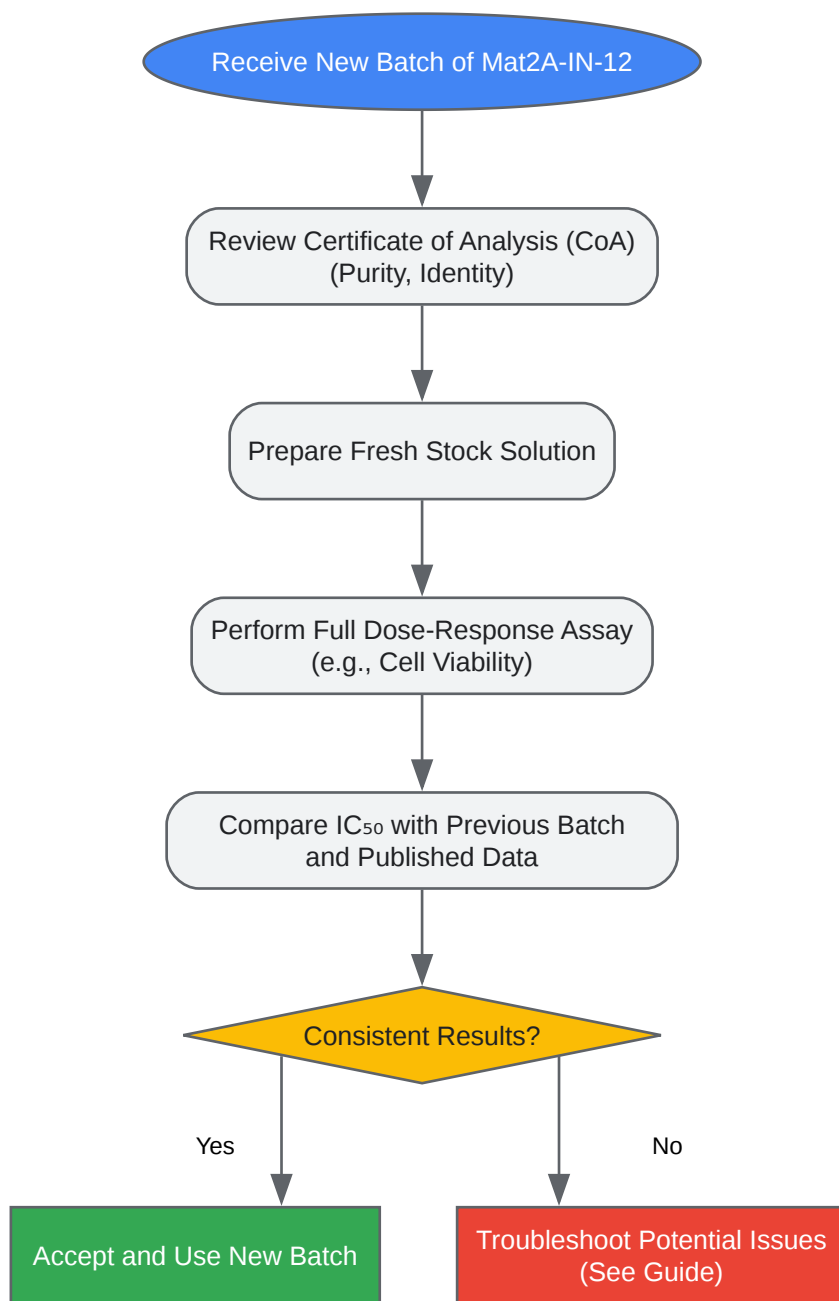 Receive New Batch of Mat2A-IN-12
Review Certificate of Analysis (CoA)
(Purity, Identity)
Prepare Fresh Stock Solution
Perform Full Dose-Response Assay
(e.g., Cell Viability)
Compare IC₅₀ with Previous Batch
and Published Data
Consistent Results?
Yes
No
Accept and Use New Batch
Troubleshoot Potential Issues
(See Guide)